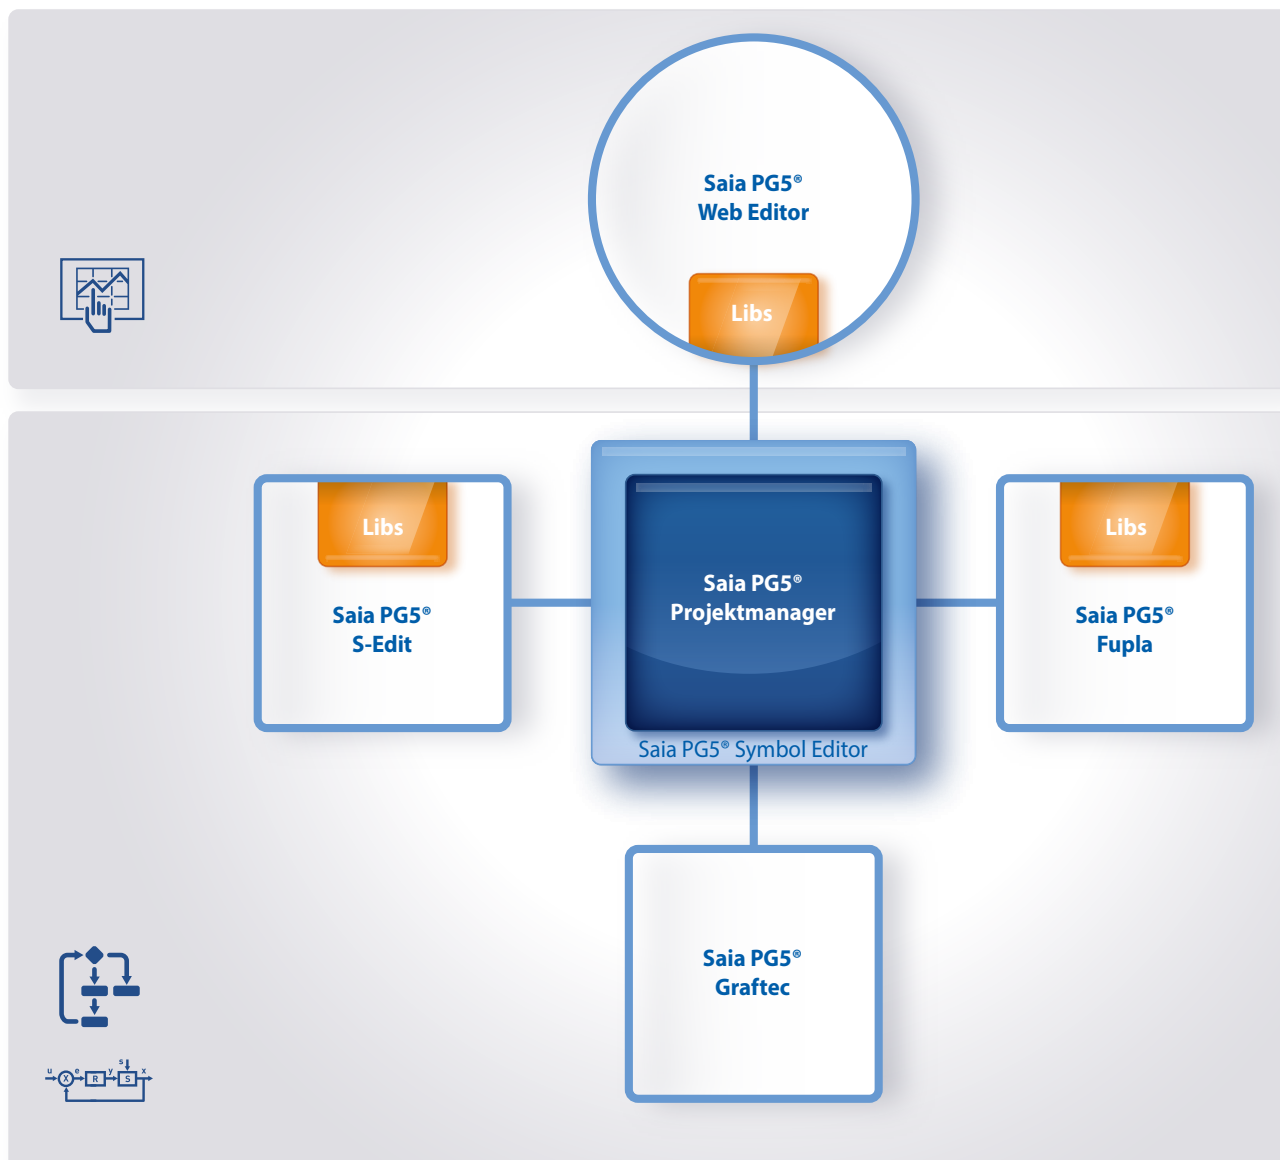 Saia PG5®
Web Editor
Libs
Libs
Saia PG5®
S-Edit
Saia PG5®
Projektmanager
Saia PG5® Symbol Editor
Libs
Saia PG5®
Fupla
Saia PG5®
Graftec
s
u e y x
X R S